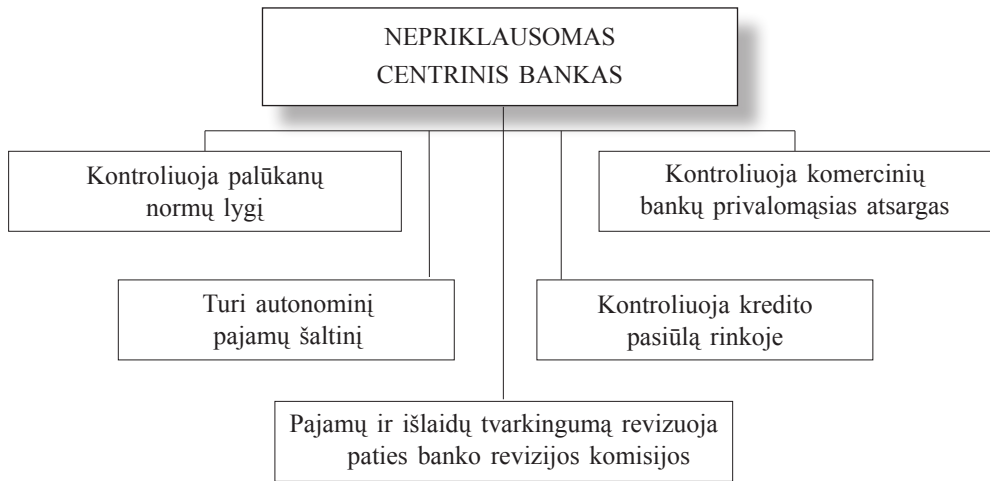 NEPRIKLAUSOMAS
CENTRINIS BANKAS
Kontroliuoja palūkanų
normų lygį
Kontroliuoja komercinių
bankų privalomąsias atsargas
Turi autonominį
pajamų šaltinį
Kontroliuoja kredito
pasiūlą rinkoje
Pajamų ir išlaidų tvarkingumą revizuoja
paties banko revizijos komisijos